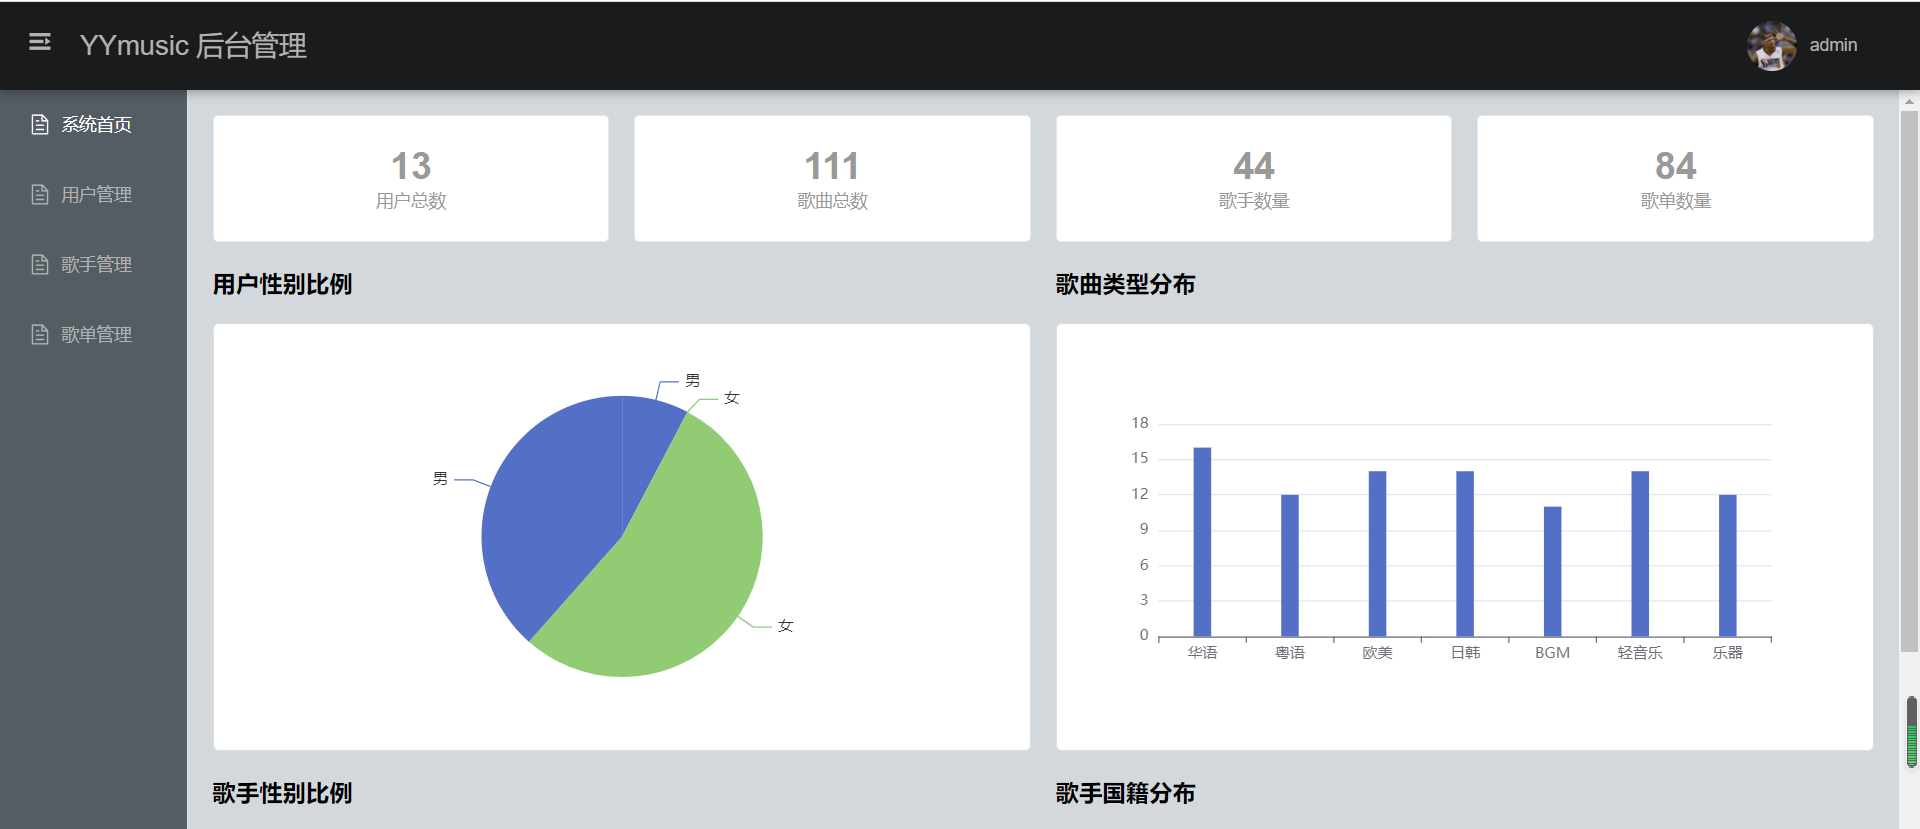 YYmusic 后台管理
admin
系统首页
用户管理
歌手管理
歌单管理
13
用户总数
111
歌曲总数
44
歌手数量
84
歌单数量
用户性别比例
男
女
男
女
歌曲类型分布
18
15
12
9
6
3
0
华语 粤语 欧美 日韩 BGM 轻音乐 乐器
歌手性别比例
歌手国籍分布